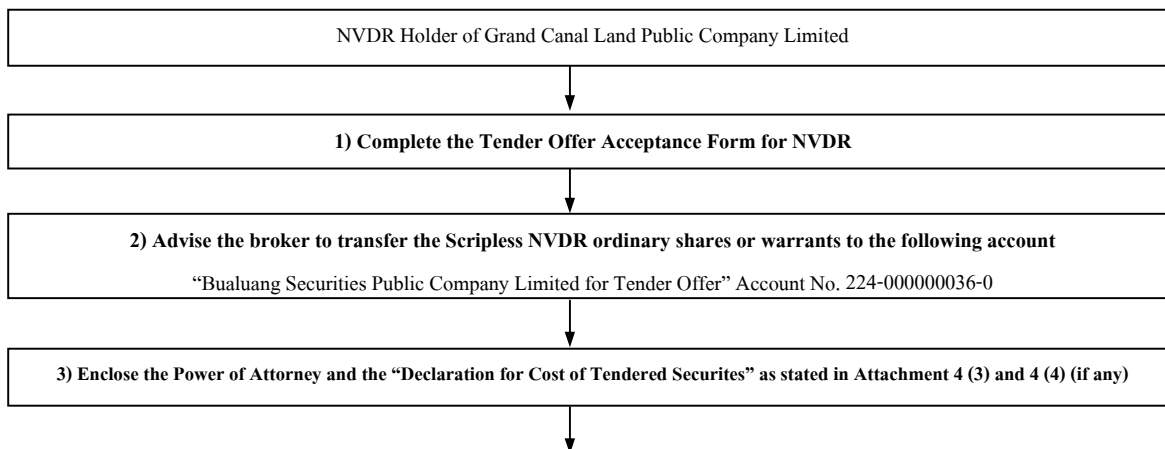 NVDR Holder of Grand Canal Land Public Company Limited
1) Complete the Tender Offer Acceptance Form for NVDR
2) Advise the broker to transfer the Scripless NVDR ordinary shares or warrants to the following account
“Bualuang Securities Public Company Limited for Tender Offer” Account No. 224-000000036-0
3) Enclose the Power of Attorney and the “Declaration for Cost of Tendered Securites” as stated in Attachment 4 (3) and 4 (4) (if any)